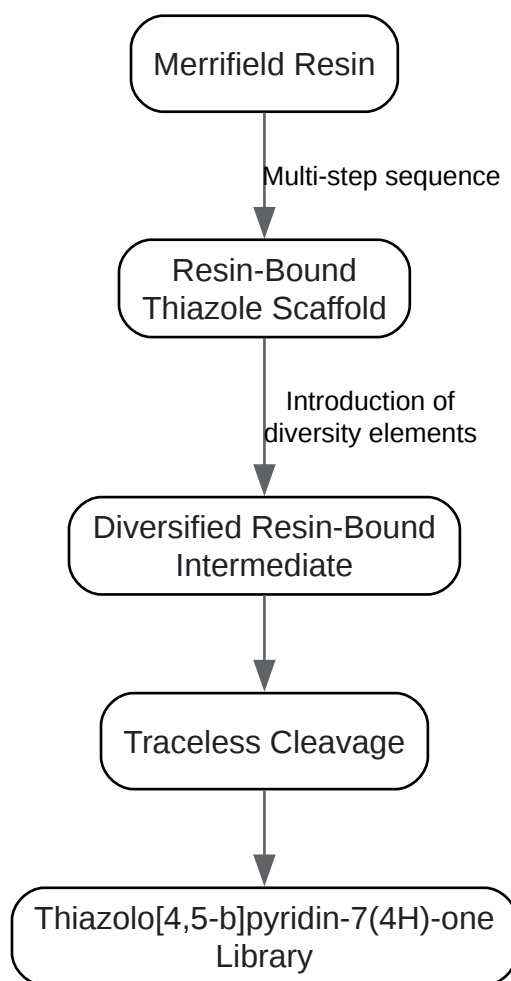 Merrifield Resin
Multi-step sequence
Resin-Bound
Thiazole Scaffold
Introduction of
diversity elements
Diversified Resin-Bound
Intermediate
Traceless Cleavage
Thiazolo[4,5-b]pyridin-7(4H)-one
Library